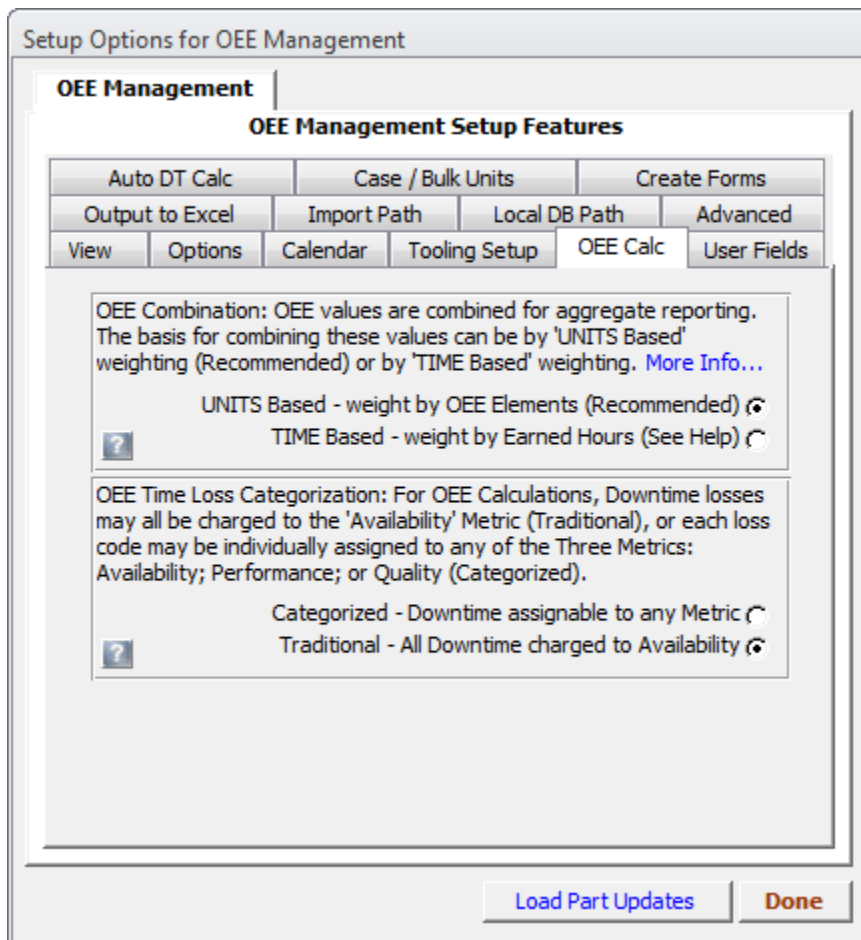 Setup Options for OEE Management
OEE Management
OEE Management Setup Features
Auto DT Calc Case / Bulk Units Create Forms
Output to Excel Import Path Local DB Path Advanced
View Options Calendar Tooling Setup OEE Calc User Fields
OEE Combination: OEE values are combined for aggregate reporting.
The basis for combining these values can be by 'UNITS Based'
weighting (Recommended) or by 'TIME Based' weighting. More Info...
UNITS Based - weight by OEE Elements (Recommended)
? TIME Based - weight by Earned Hours (See Help)
OEE Time Loss Categorization: For OEE Calculations, Downtime losses
may all be charged to the 'Availability' Metric (Traditional), or each loss
code may be individually assigned to any of the Three Metrics:
Availability; Performance; or Quality (Categorized).
Categorized - Downtime assignable to any Metric
? Traditional - All Downtime charged to Availability
Load Part Updates Done